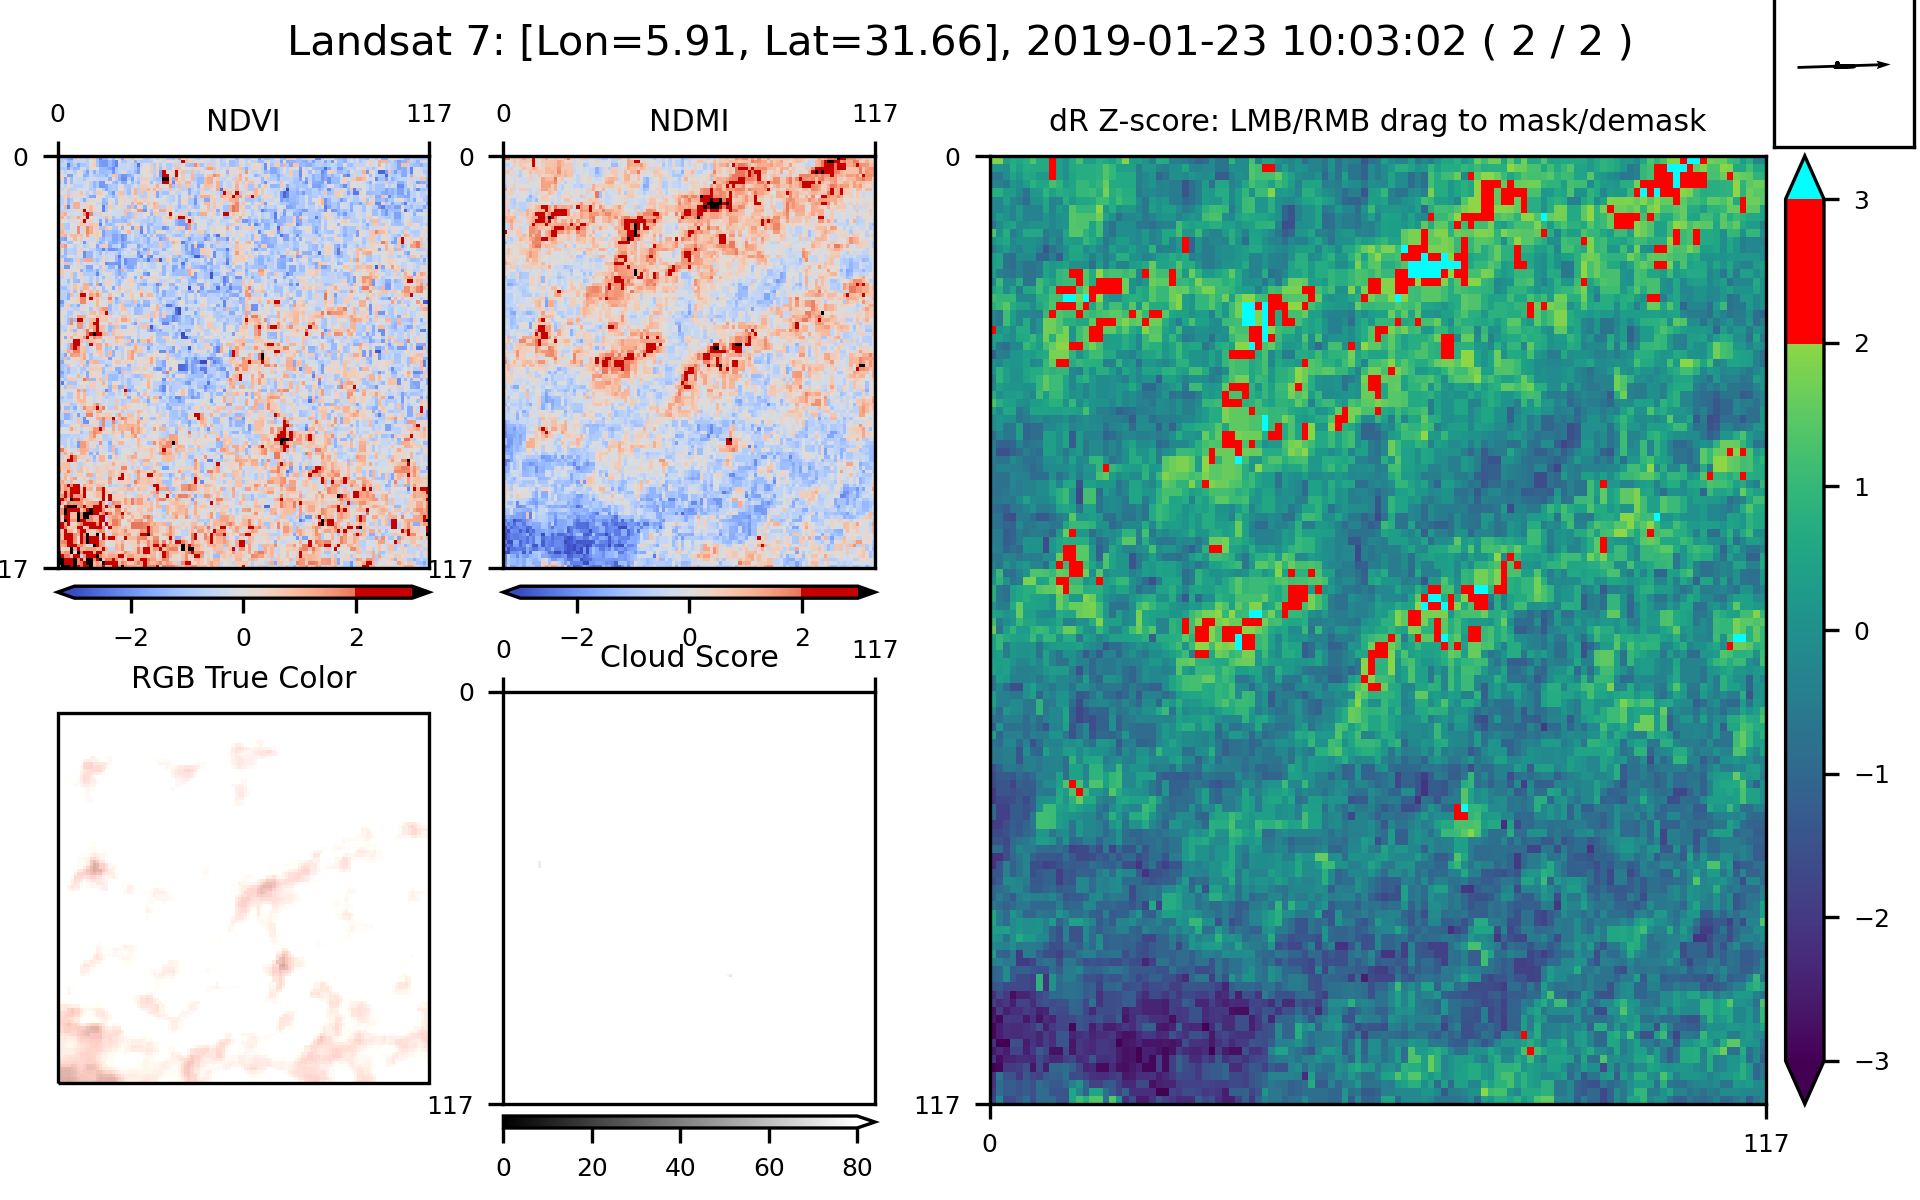 Landsat 7: [Lon=5.91, Lat=31.66], 2019-01-23 10:03:02 ( 2 / 2 )
NDVI
0 117
0
17
−2 0 2
NDMI
0 117
0
117
−2 0 2
dR Z-score: LMB/RMB drag to mask/demask
0
117
0 117
3
2
1
0
−1
−2
−3
RGB True Color
Cloud Score
0 117
0
117
0 20 40 60 80